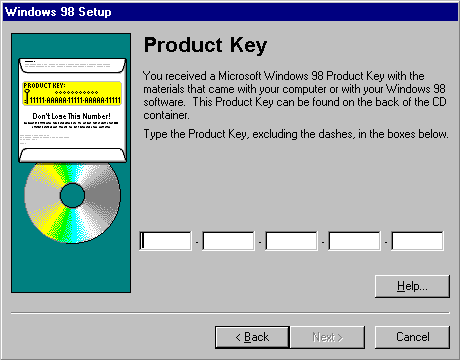 Windows 98 Setup
PRODUCT KEY:
11111-AAAAA-11111-AAAAA-11111
Don't Lose This Number!
Product Key
You received a Microsoft Windows 98 Product Key with the
materials that came with your computer or with your Windows 98
software. This Product Key can be found on the back of the CD
container.
Type the Product Key, excluding the dashes, in the boxes below.
- - - -
Help...
< Back
Next >
Cancel